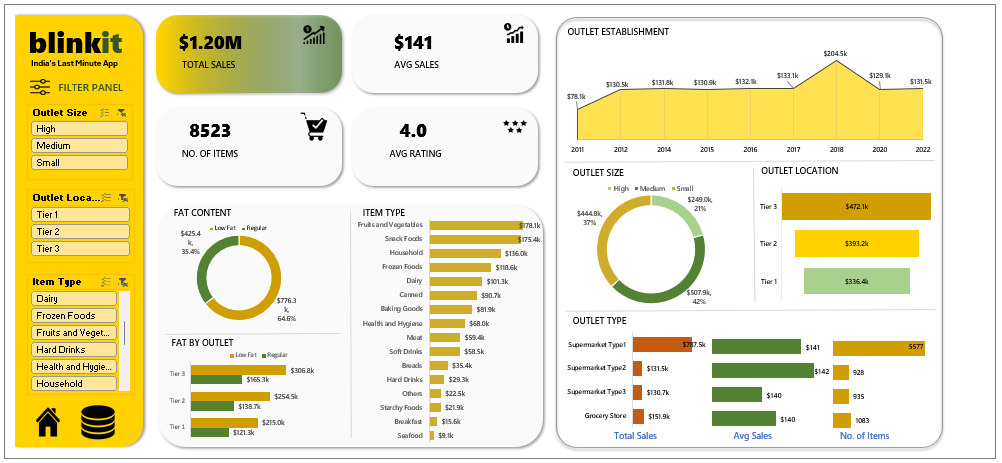 blinkit
India's Last Minute App
FILTER PANEL
Outlet Size
High
Medium
Small
Outlet Loca...
Tier 1
Tier 2
Tier 3
Item Type
Dairy
Frozen Foods
Fruits and Veget...
Hard Drinks
Health and Hygie...
Household
$1.20M
TOTAL SALES
$141
AVG SALES
8523
NO. OF ITEMS
4.0
AVG RATING
FAT CONTENT
Low Fat Regular
$425.4
k,
35.4%
$776.3
k,
64.6%
FAT BY OUTLET
Low Fat Regular
Tier 3 $306.8k
$165.3k
Tier 2 $254.5k
$138.7k
Tier 1 $215.0k
$121.3k
ITEM TYPE
Fruits and Vegetables $178.1k
Snack Foods $175.4k
Household $136.0k
Frozen Foods $118.6k
Dairy $101.3k
Canned $90.7k
Baking Goods $81.9k
Health and Hygiene $68.0k
Meat $59.4k
Soft Drinks $58.5k
Breads $35.4k
Hard Drinks $29.3k
Others $22.5k
Starchy Foods $21.9k
Breakfast $15.6k
Seafood $9.1k
OUTLET ESTABLISHMENT
$78.1k $130.5k $131.8k $130.9k $132.1k $133.1k $204.5k $129.1k $131.5k
2011 2012 2014 2015 2016 2017 2018 2020 2022
OUTLET SIZE
High Medium Small
$249.0k,
21%
$444.8k,
37%
$507.9k,
42%
OUTLET LOCATION
Tier 3 $472.1k
Tier 2 $393.2k
Tier 1 $336.4k
OUTLET TYPE
Supermarket Type1 $787.5k $141 5577
Supermarket Type2 $131.5k $142 928
Supermarket Type3 $130.7k $140 935
Grocery Store $151.9k $140 1083
Total Sales Avg Sales No. of Items